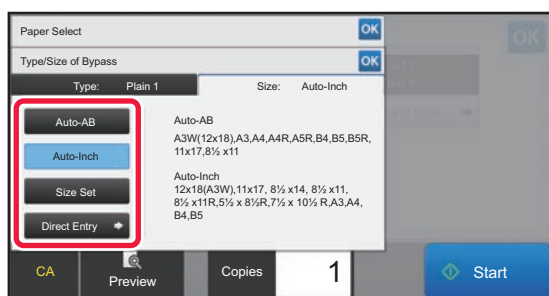 Paper Select OK
Type/Size of Bypass OK
OK
Type: Plain 1 Size: Auto-Inch
Auto-AB
Auto-Inch
Size Set
Direct Entry
Auto-AB
A3W(12x18),A3,A4,A4R,A5R,B4,B5,B5R,
11x17,8½ x11
Auto-Inch
12x18(A3W),11x17, 8½ x14, 8½ x11,
8½ x11R,5½ x 8½R,7½ x 10½ R,A3,A4,
B4,B5
CA
Preview
Copies 1
Start